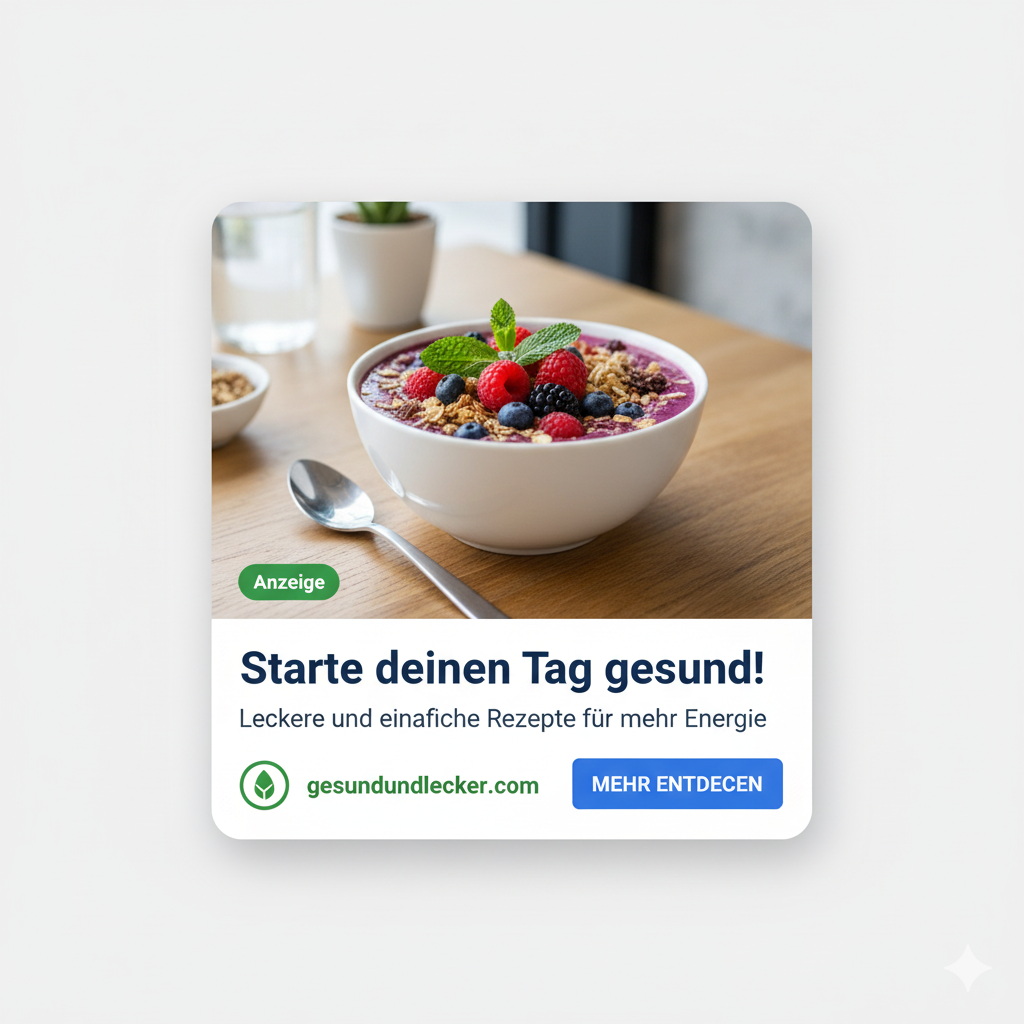 Anzeige
Starte deinen Tag gesund!
Leckere und einafiche Rezepte für mehr Energie
gesundundlecker.com
MEHR ENTDECEN